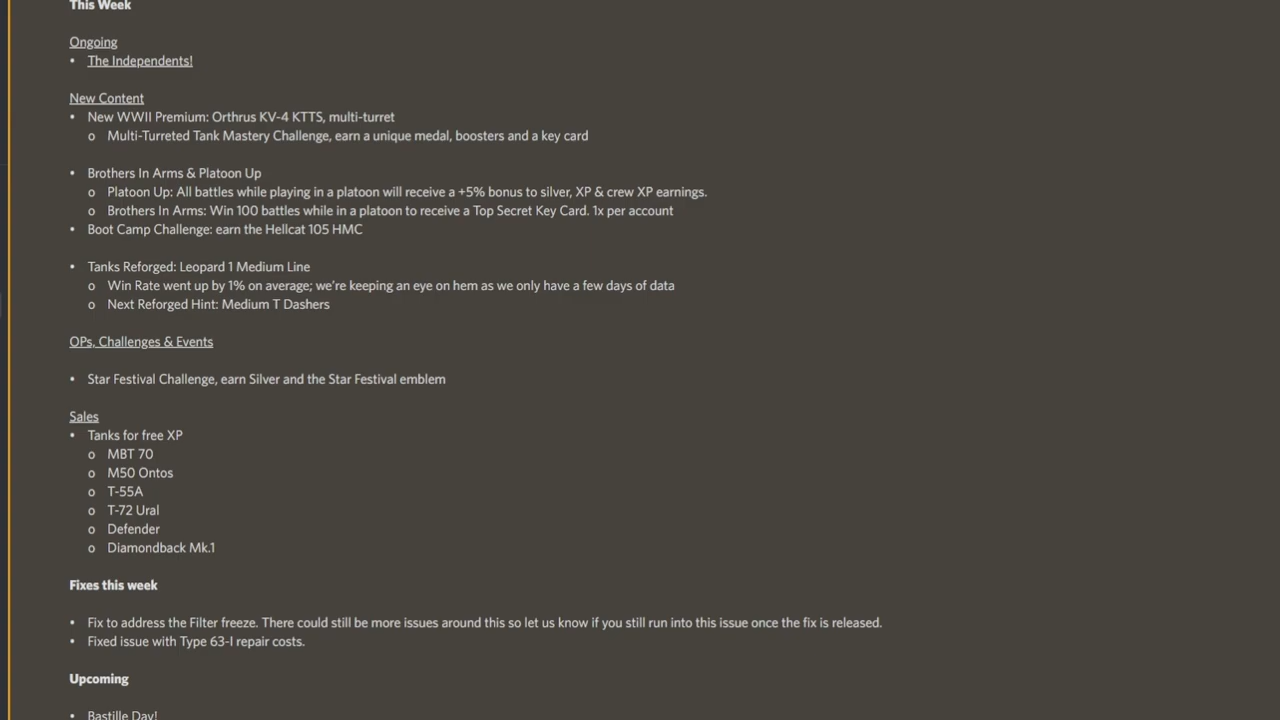 This Week
Ongoing
• The Independents!
New Content
• New WWII Premium: Orthrus KV-4 KTTS, multi-turret
o Multi-Turreted Tank Mastery Challenge, earn a unique medal, boosters and a key card
• Brothers In Arms & Platoon Up
o Platoon Up: All battles while playing in a platoon will receive a +5% bonus to silver, XP & crew XP earnings.
o Brothers In Arms: Win 100 battles while in a platoon to receive a Top Secret Key Card. 1x per account
• Boot Camp Challenge: earn the Hellcat 105 HMC
• Tanks Reforged: Leopard 1 Medium Line
o Win Rate went up by 1% on average; we're keeping an eye on hem as we only have a few days of data
o Next Reforged Hint: Medium T Dashers
OPs, Challenges & Events
• Star Festival Challenge, earn Silver and the Star Festival emblem
Sales
• Tanks for free XP
o MBT 70
o M50 Ontos
o T-55A
o T-72 Ural
o Defender
o Diamondback Mk.1
Fixes this week
• Fix to address the Filter freeze. There could still be more issues around this so let us know if you still run into this issue once the fix is released.
• Fixed issue with Type 63-I repair costs.
Upcoming
• Bastille Day!